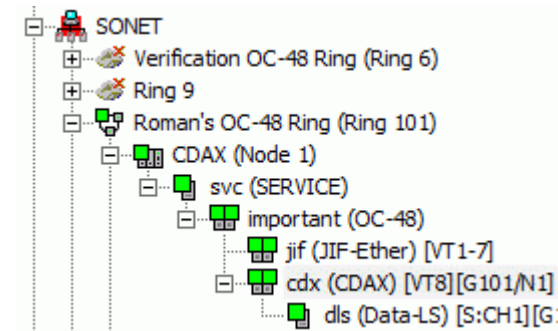 SONET
Verification OC-48 Ring (Ring 6)
Ring 9
Roman's OC-48 Ring (Ring 101)
CDAX (Node 1)
svc (SERVICE)
important (OC-48)
jif (JIF-Ether) [VT1-7]
cdx (CDAX) [VT8][G101/N1]
dls (Data-LS) [S:CH1][G